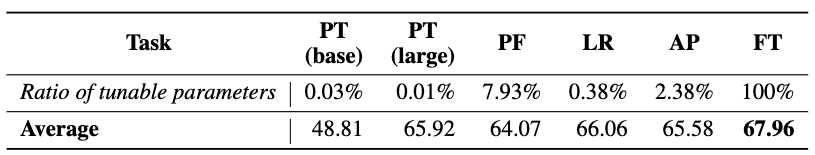 Task PT (base) PT (large) PF LR AP FT
Ratio of tunable parameters 0.03% 0.01% 7.93% 0.38% 2.38% 100%
Average 48.81 65.92 64.07 66.06 65.58 67.96